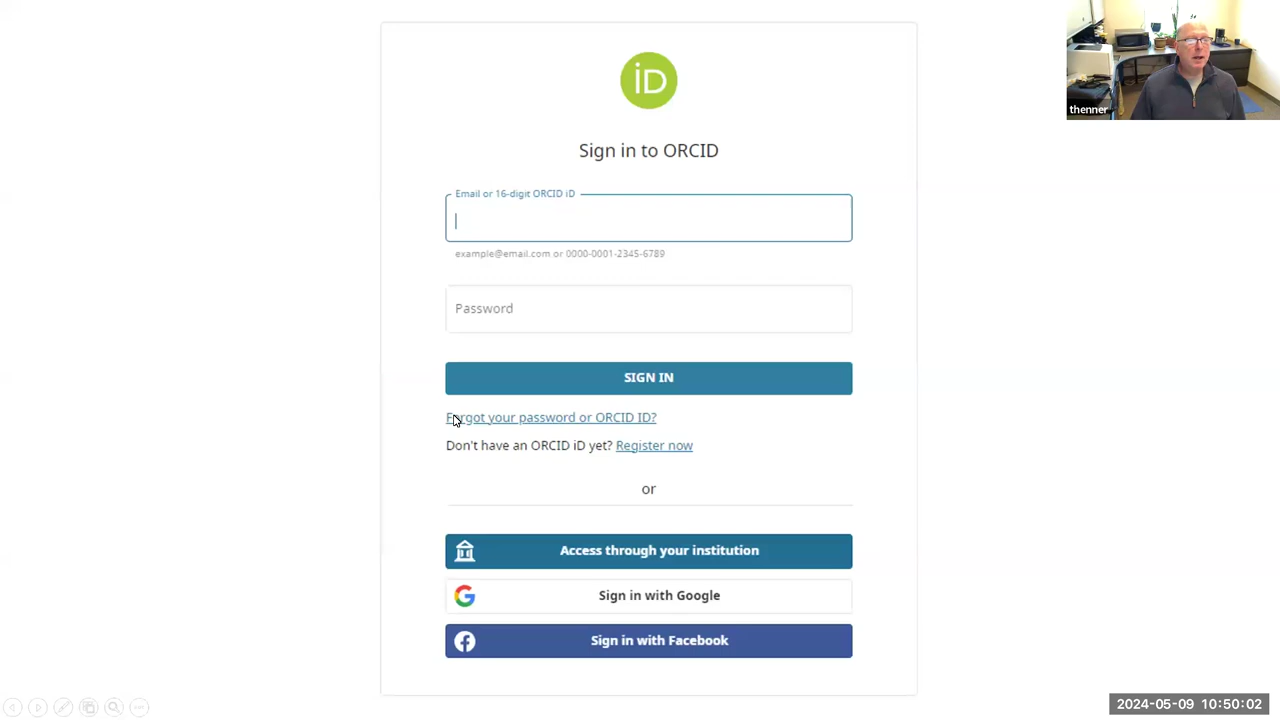 iD
Sign in to ORCID
Email or 16-digit ORCID iD
example@email.com or 0000-0001-2345-6789
Password
SIGN IN
Forgot your password or ORCID ID?
Don't have an ORCID iD yet? Register now
or
Access through your institution
Sign in with Google
Sign in with Facebook
thenner
2024-05-09 10:50:02